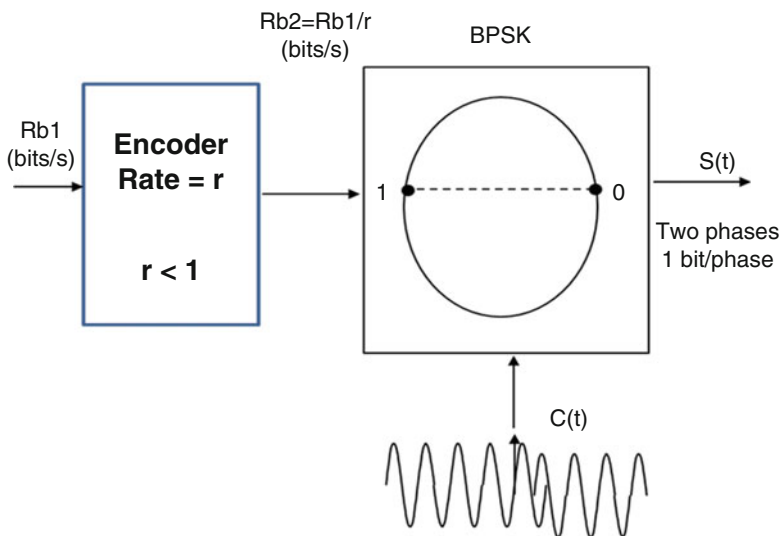 Rb1
(bits/s)
Encoder
Rate = r
r < 1
Rb2=Rb1/r
(bits/s)
BPSK
1
0
S(t)
Two phases
1 bit/phase
C(t)